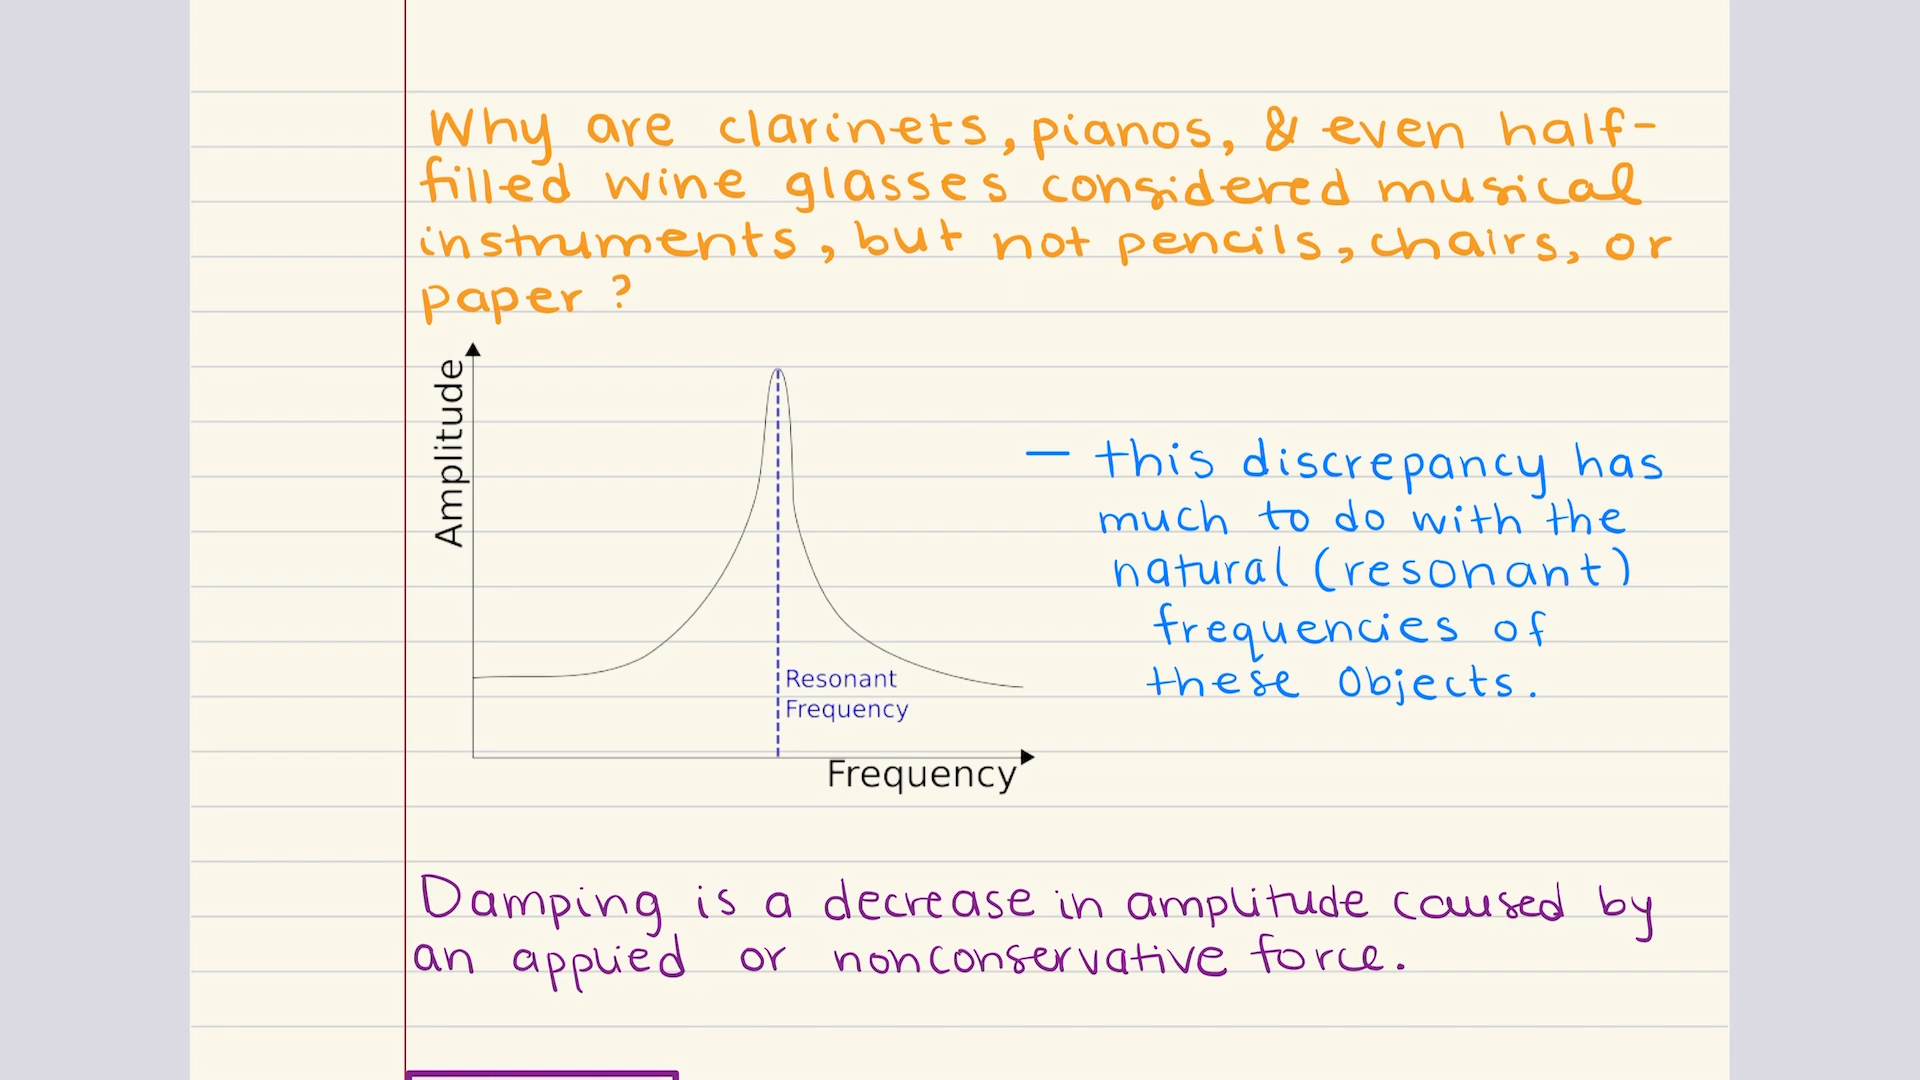 Why are clarinets, pianos, & even half-
filled wine glasses considered musical
instruments, but not pencils, chairs, or
paper?
Amplitude
— this discrepancy has
much to do with the
natural (resonant)
frequencies of
these Objects.
Resonant
Frequency
Frequency
Damping is a decrease in amplitude caused by
an applied or nonconservative force.